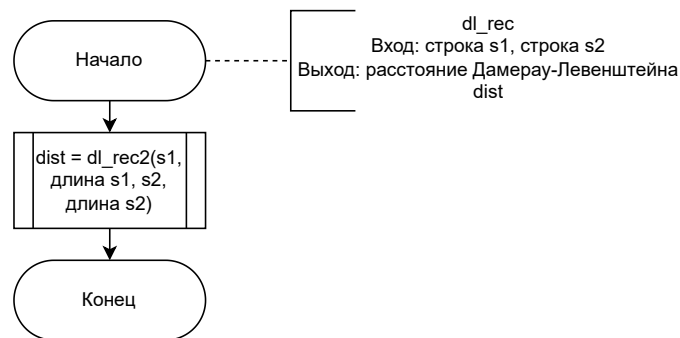 Начало
dl_rec
Вход: строка s1, строка s2
Выход: расстояние Дамерау-Левенштейна
dist
dist = dl_rec2(s1,
длина s1, s2,
длина s2)
Конец